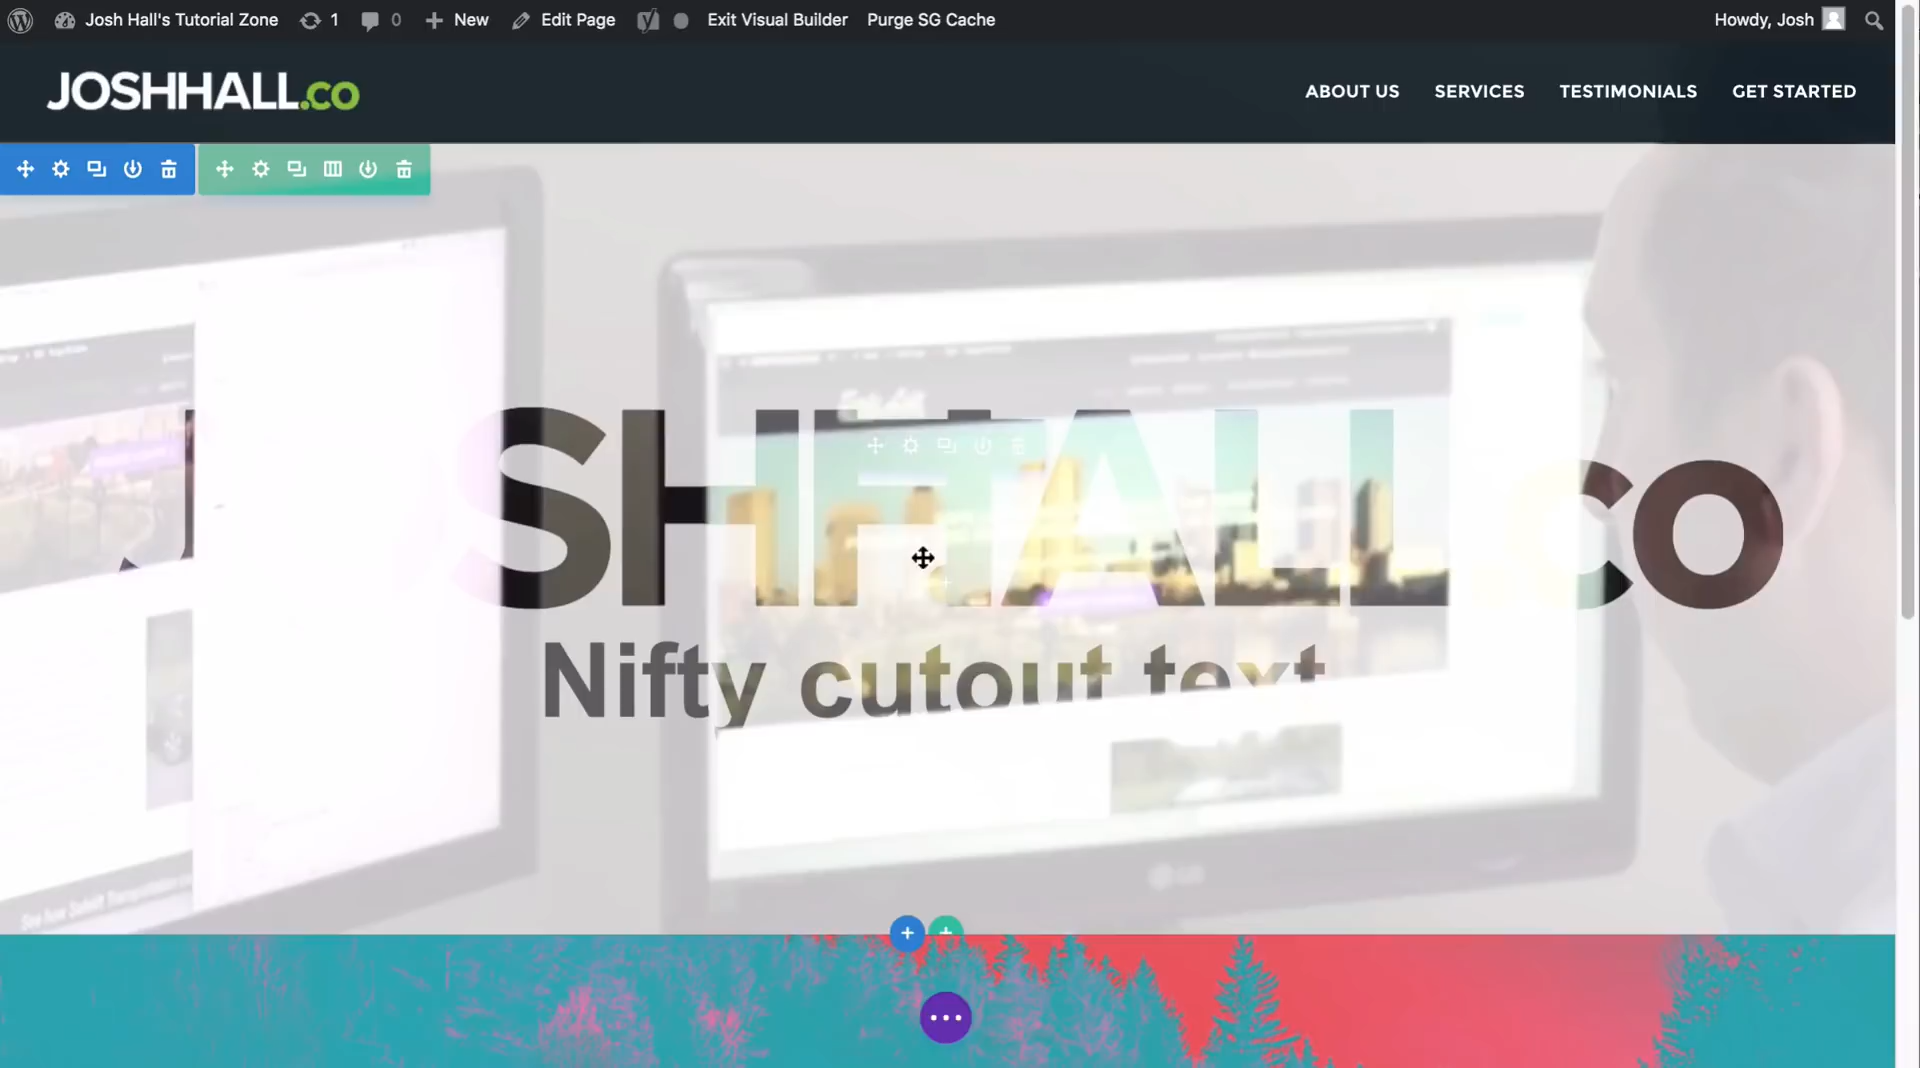 Josh Hall's Tutorial Zone 1 0 New Edit Page Exit Visual Builder Purge SG Cache Howdy, Josh
JOSHHALL.CO ABOUT US SERVICES TESTIMONIALS GET STARTED
JOSHHALL.CO
Nifty cutout text